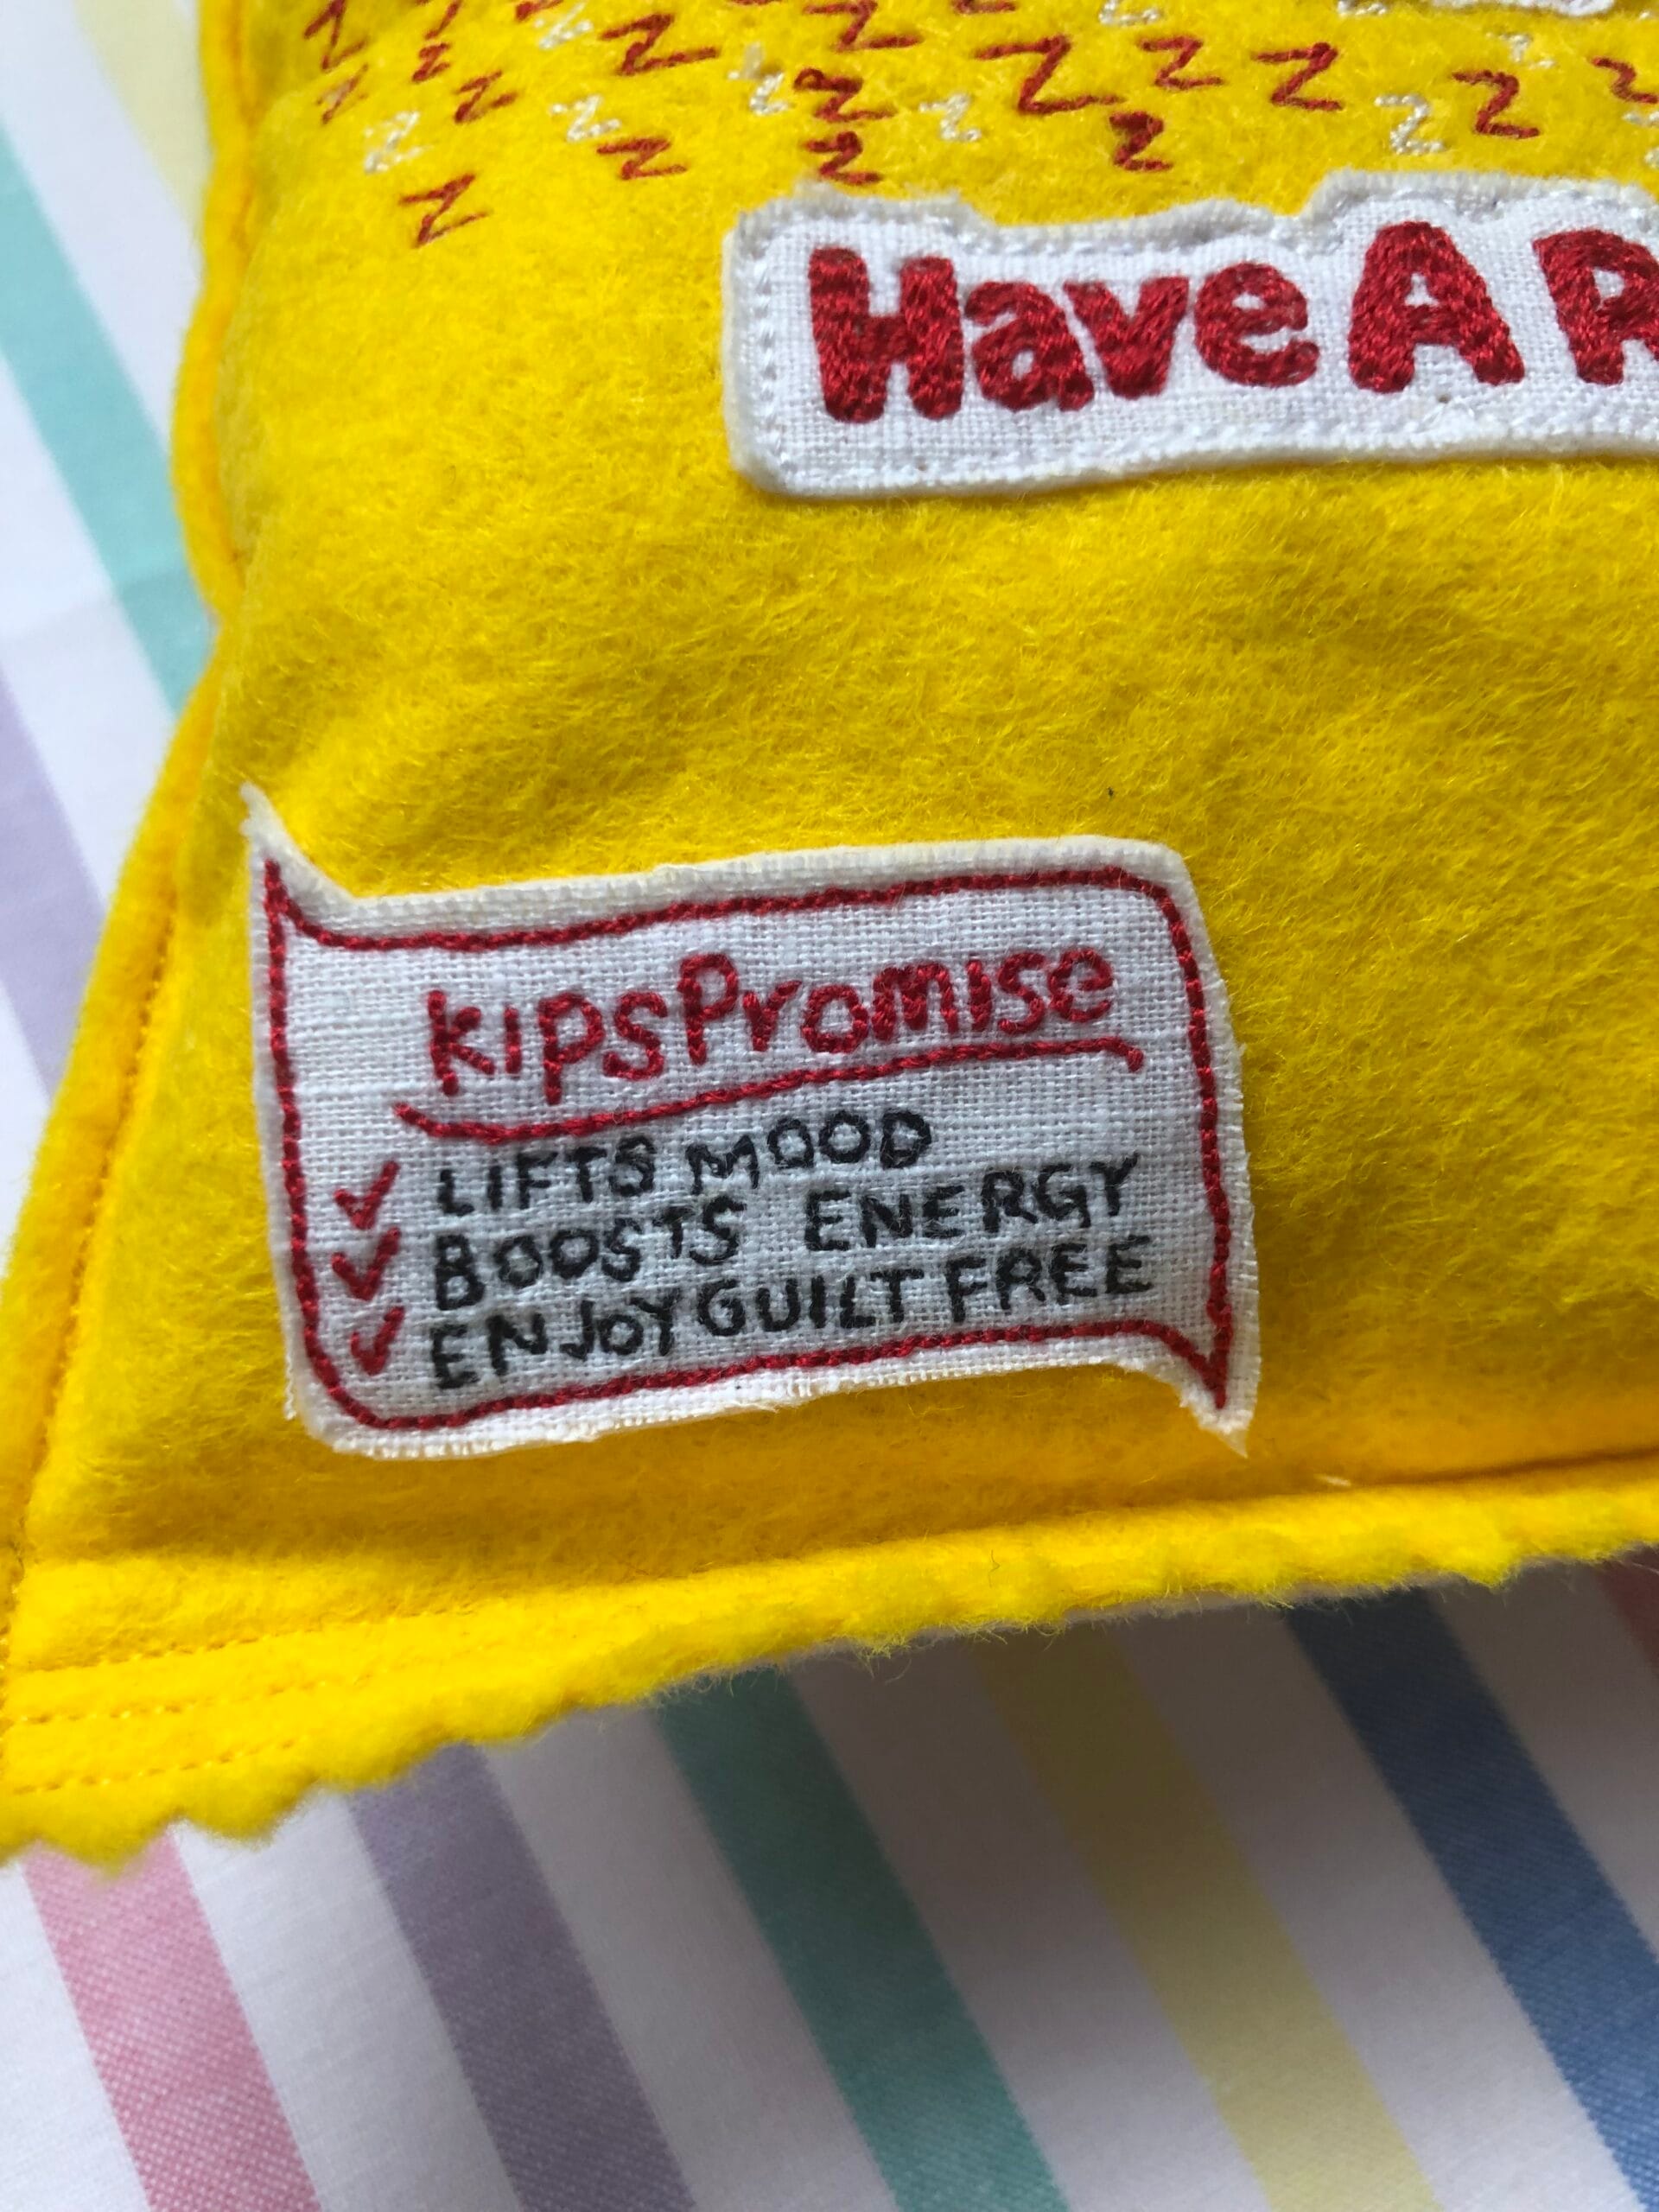 Have A
KipsPromise
LIFTS MOOD
BOOSTS ENERGY
ENJOY GUILT FREE